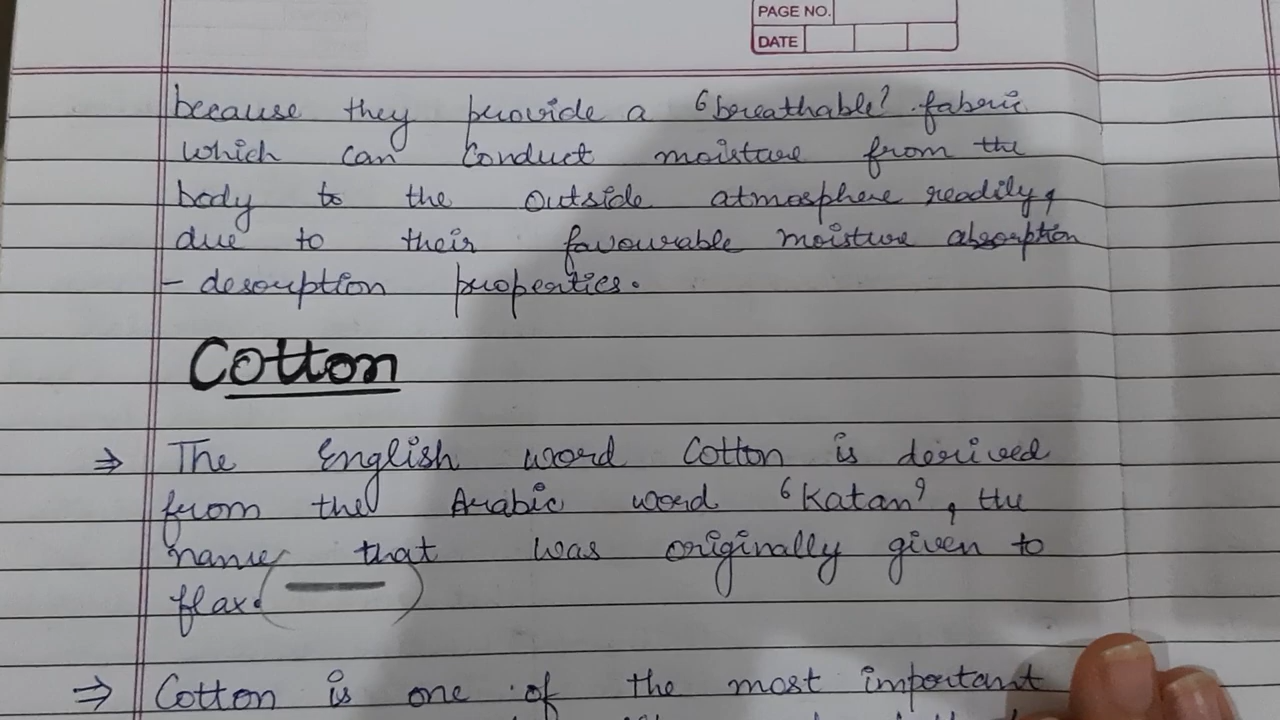 PAGE NO.
DATE
because they provide a 'breathable' fabric
which can conduct moisture from the
body to the outside atmosphere readily,
due to their favourable moisture absorption
- desorption properties.
Cotton
⇒ The English word Cotton is derived
from the Arabic word 'Katan', the
name that was originally given to
flax.
⇒ Cotton is one of the most important